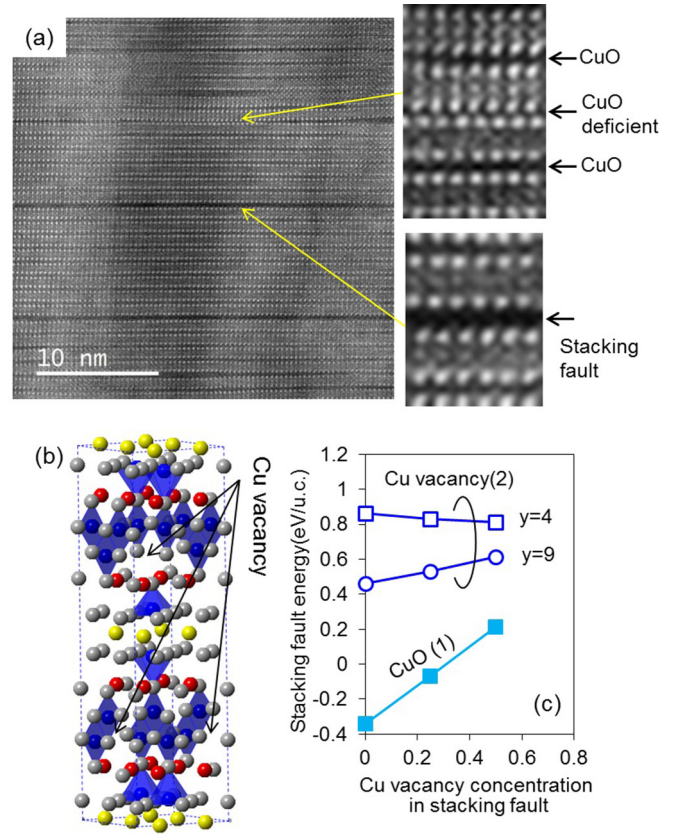 (a)
10 nm
CuO
CuO
deficient
CuO
Stacking
fault
(b)
Cu vacancy
Stacking fault energy(eV/u.c.)
1.2
1
0.8
0.6
0.4
0.2
0
-0.2
-0.4
Cu vacancy(2)
y=4
y=9
CuO (1)
(c)
0.0
0.2
0.4
0.6
0.8
Cu vacancy concentration
in stacking fault